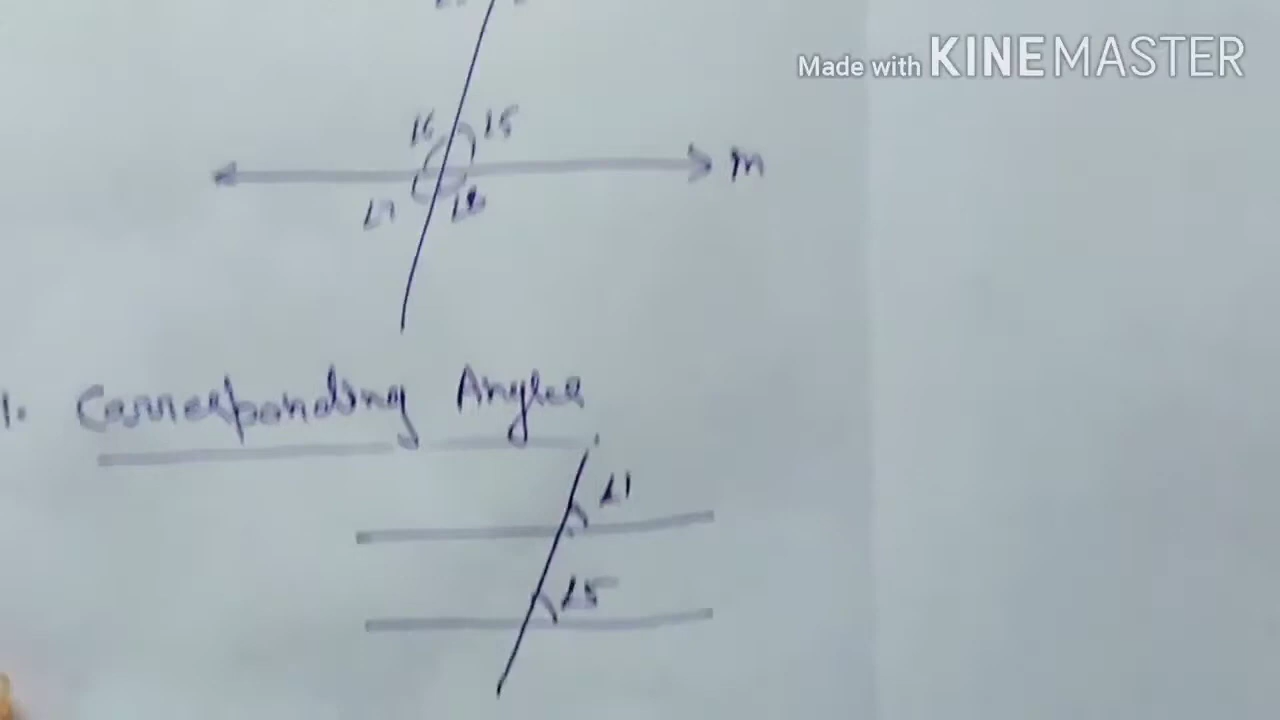 Made with KINEMASTER
∠6 ∠5
m
∠7 ∠8
1. Corresponding Angles
∠1
∠5